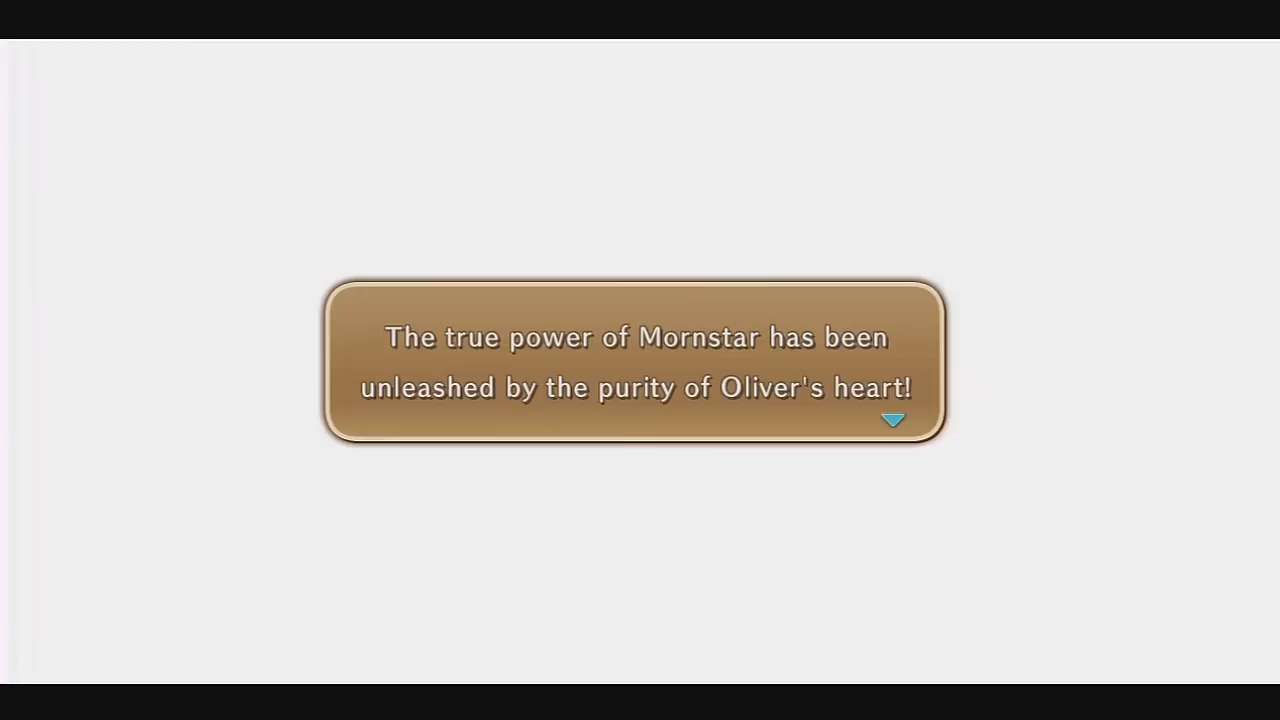 The true power of Mornstar has been
unleashed by the purity of Oliver's heart!